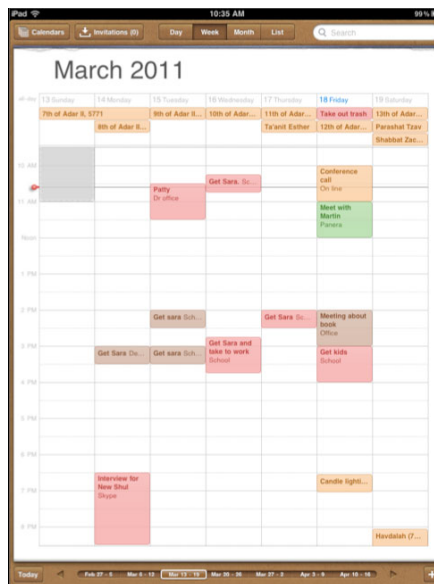 iPad 10:35 AM 99%
Calendars Invitations (0) Day Week Month List Search
March 2011
all-day 13 Sunday 14 Monday 15 Tuesday 16 Wednesday 17 Thursday 18 Friday 19 Saturday
7th of Adar II, 5771 9th of Adar II... 10th of Adar... 11th of Adar... Take out trash 13th of Adar...
8th of Adar II... Ta'anit Esther 12th of Adar... Parashat Tzav
Shabbat Zac...
10 AM
Conference
call
On line
Get Sara, Sc...
Patty
Dr office
11 AM
Meet with
Martin
Panera
Noon
1 PM
2 PM
Get sara Sch...
Get Sara Sc...
Meeting about
book
Office
3 PM
Get Sara De...
Get sara Sch...
Get Sara and
take to work
School
Get kids
School
4 PM
5 PM
6 PM
Interview for
New Shul
Skype
Candle lighti...
7 PM
8 PM
Havdalah (7...
Today Feb 27 - 5 Mar 6 - 12 Mar 13 - 19 Mar 20 - 26 Mar 27 - 2 Apr 3 - 9 Apr 10 - 16